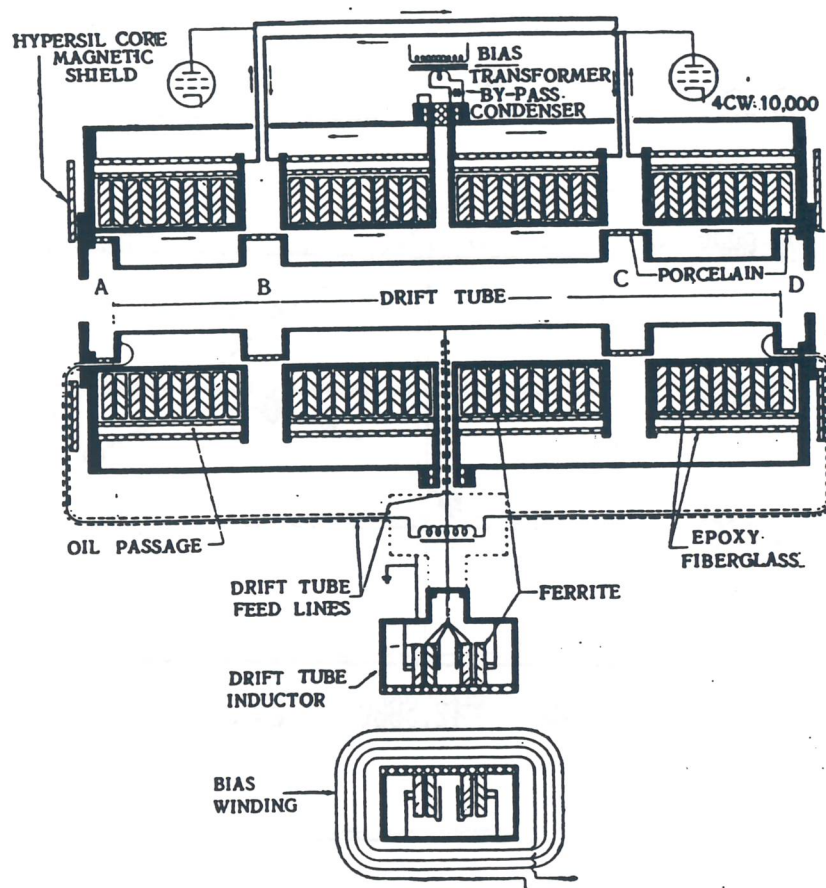 HYPERSIL CORE
MAGNETIC
SHIELD
BIAS
TRANSFORMER
BY-PASS
CONDENSER
4CW: 10,000
A
B
C
PORCELAIN
D
DRIFT TUBE
OIL PASSAGE
EPOXY
FIBERGLASS
DRIFT TUBE
FEED LINES
FERRITE
DRIFT TUBE
INDUCTOR
BIAS
WINDING